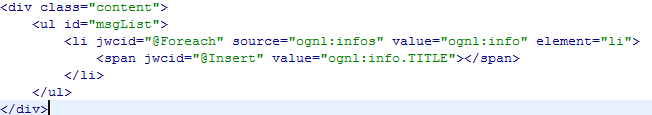 <div class="content">
    <ul id="msgList">
        <li jwcid="@Foreach" source="ognl:infos" value="ognl:info" element="li">
            <span jwcid="@Insert" value="ognl:info.TITLE"></span>
        </li>
    </ul>
</div>